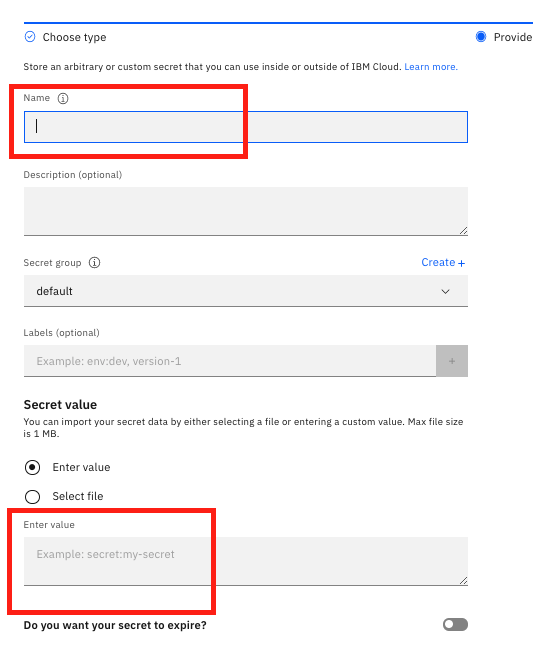 Choose type
Provide
Store an arbitrary or custom secret that you can use inside or outside of IBM Cloud. Learn more.
Name
Description (optional)
Secret group
Create +
default
Labels (optional)
Example: env:dev, version-1
+
Secret value
You can import your secret data by either selecting a file or entering a custom value. Max file size
is 1 MB.
Enter value
Select file
Enter value
Example: secret:my-secret
Do you want your secret to expire?